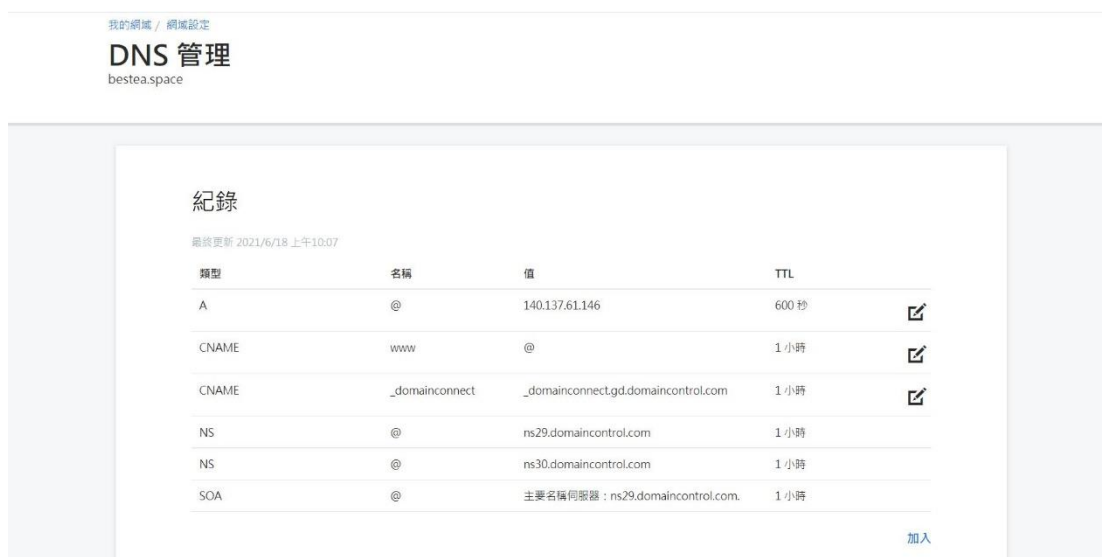 我的網域 / 網域設定
DNS 管理
bestea.space
紀錄
最終更新 2021/6/18 上午10:07
類型 名稱 值 TTL
A @ 140.137.61.146 600 秒
CNAME www @ 1 小時
CNAME _domainconnect _domainconnect.gd.domaincontrol.com 1 小時
NS @ ns29.domaincontrol.com 1 小時
NS @ ns30.domaincontrol.com 1 小時
SOA @ 主要名稱伺服器：ns29.domaincontrol.com. 1 小時
加入